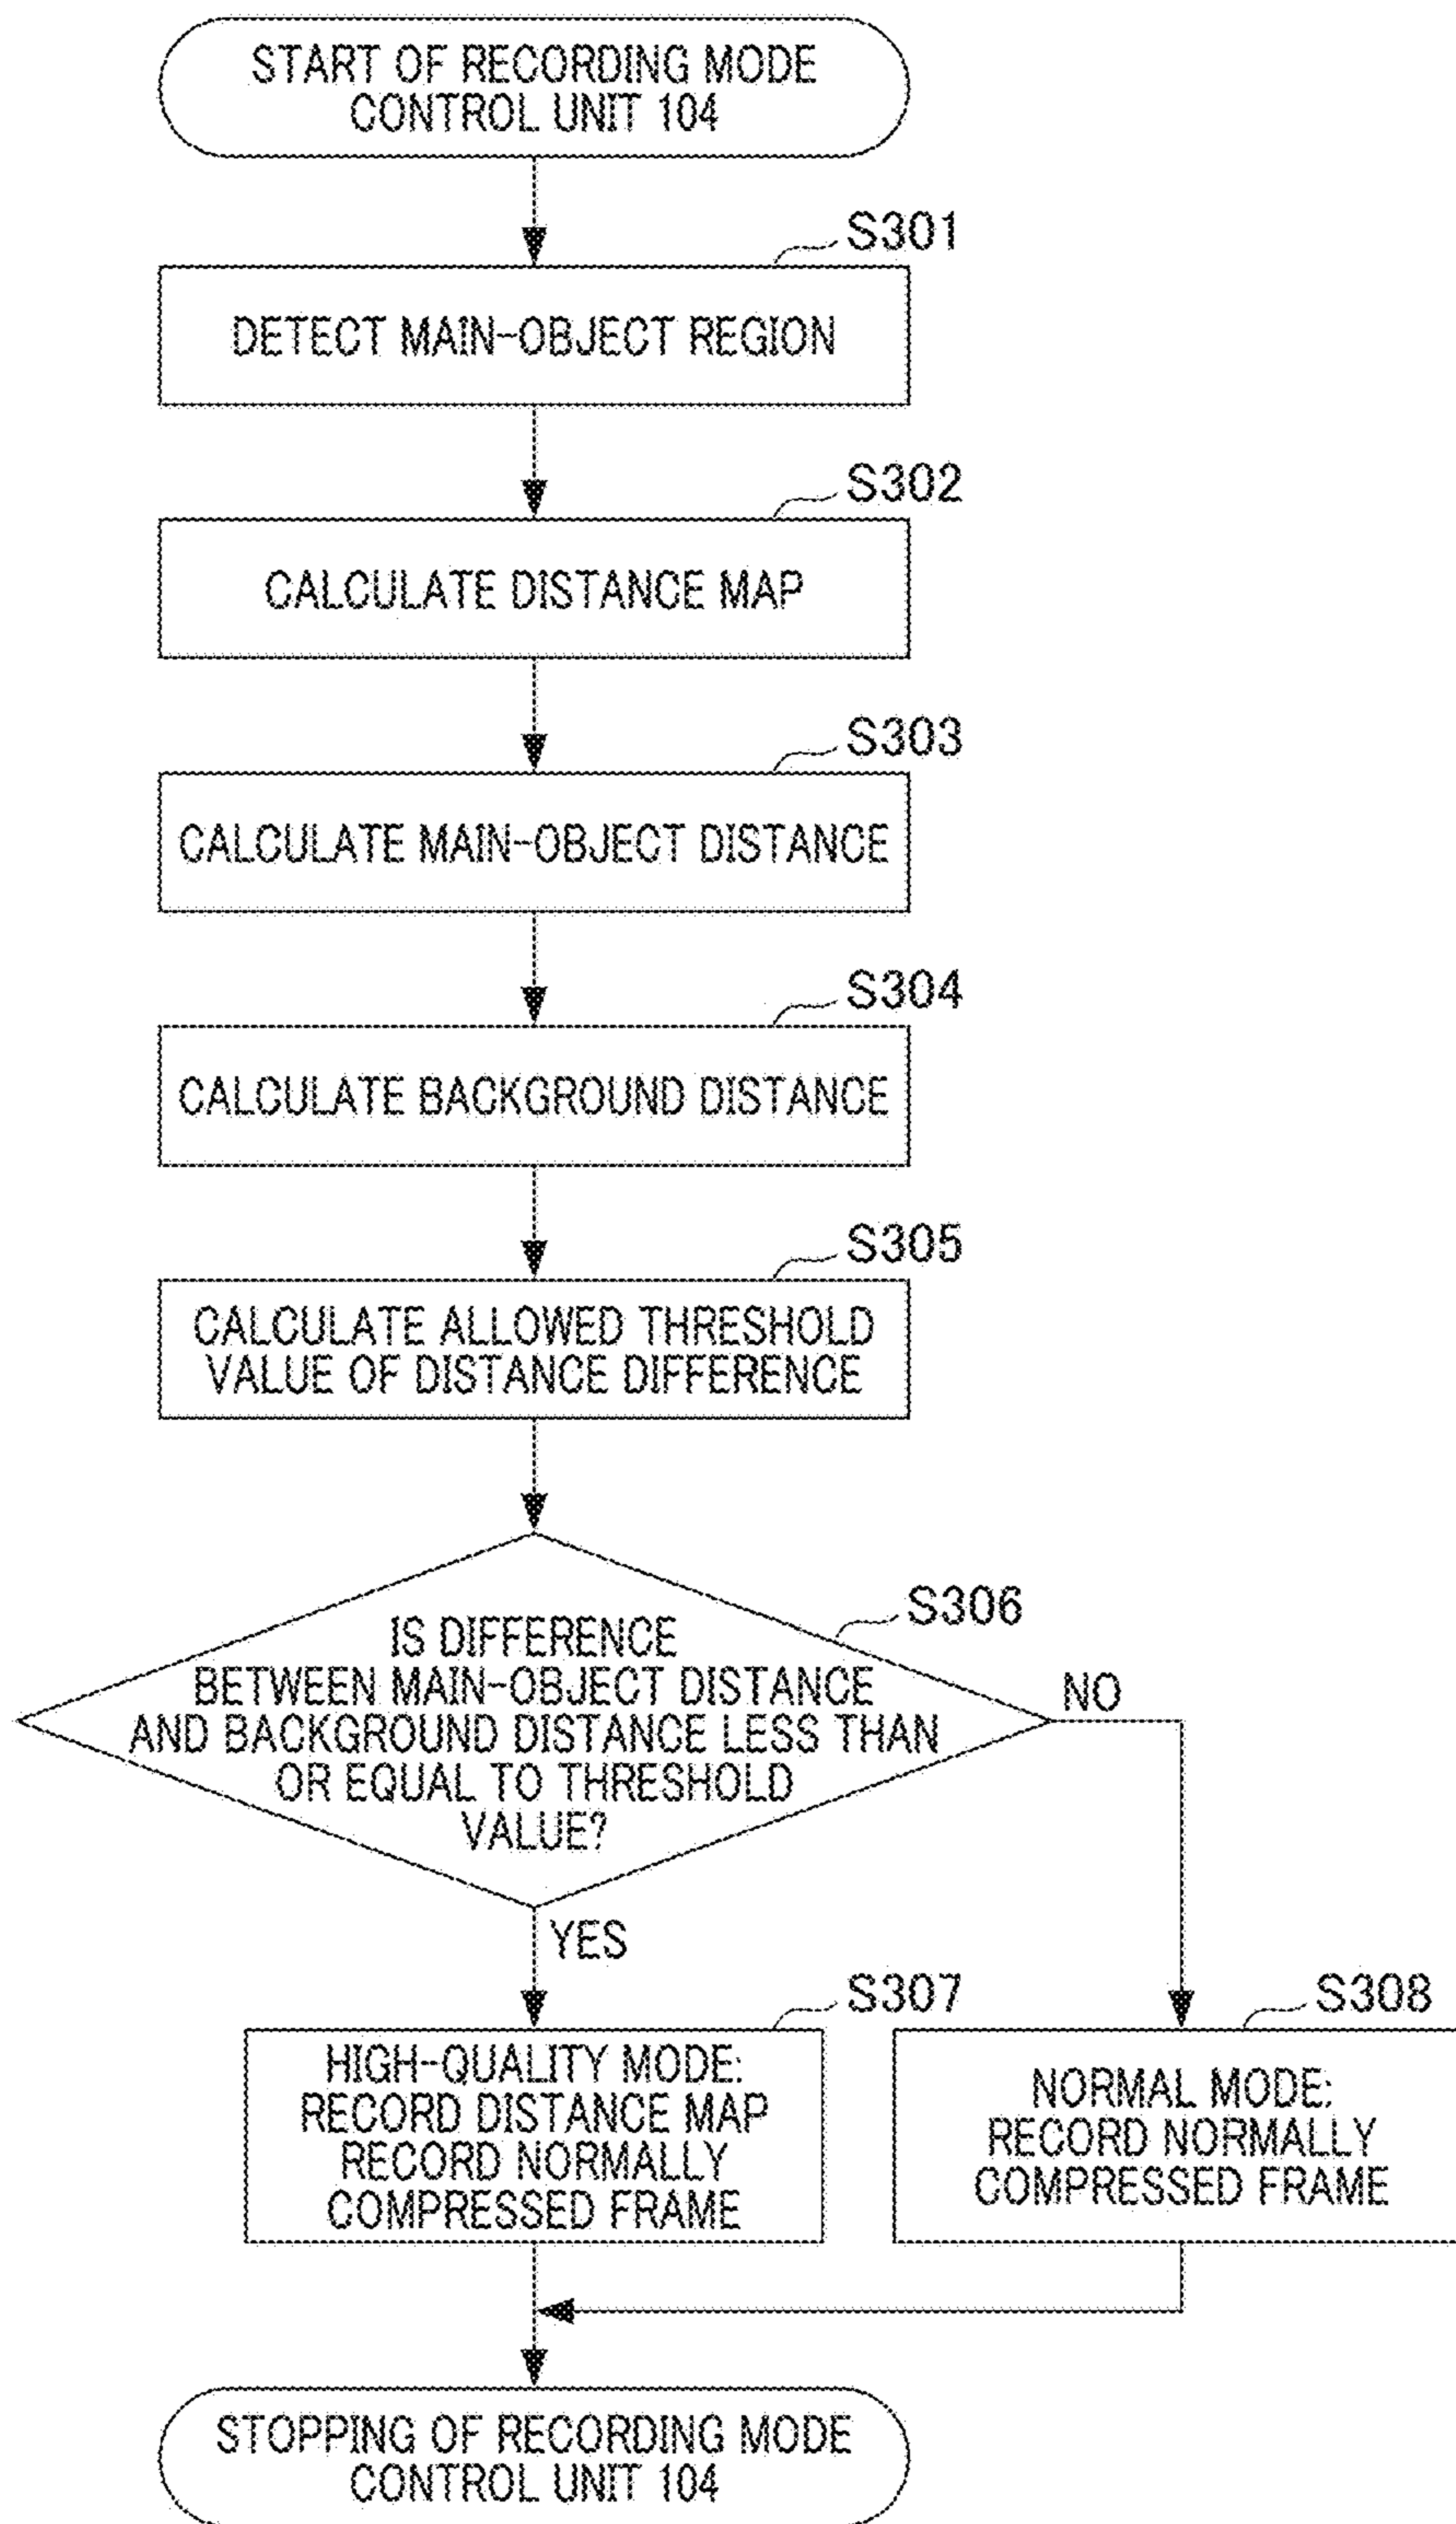 START OF RECORDING MODE
CONTROL UNIT 104
S301
DETECT MAIN-OBJECT REGION
S302
CALCULATE DISTANCE MAP
S303
CALCULATE MAIN-OBJECT DISTANCE
S304
CALCULATE BACKGROUND DISTANCE
S305
CALCULATE ALLOWED THRESHOLD
VALUE OF DISTANCE DIFFERENCE
S306
IS DIFFERENCE
BETWEEN MAIN-OBJECT DISTANCE
AND BACKGROUND DISTANCE LESS THAN
OR EQUAL TO THRESHOLD
VALUE?
NO
YES
S307
HIGH-QUALITY MODE:
RECORD DISTANCE MAP
RECORD NORMALLY
COMPRESSED FRAME
S308
NORMAL MODE:
RECORD NORMALLY
COMPRESSED FRAME
STOPPING OF RECORDING MODE
CONTROL UNIT 104